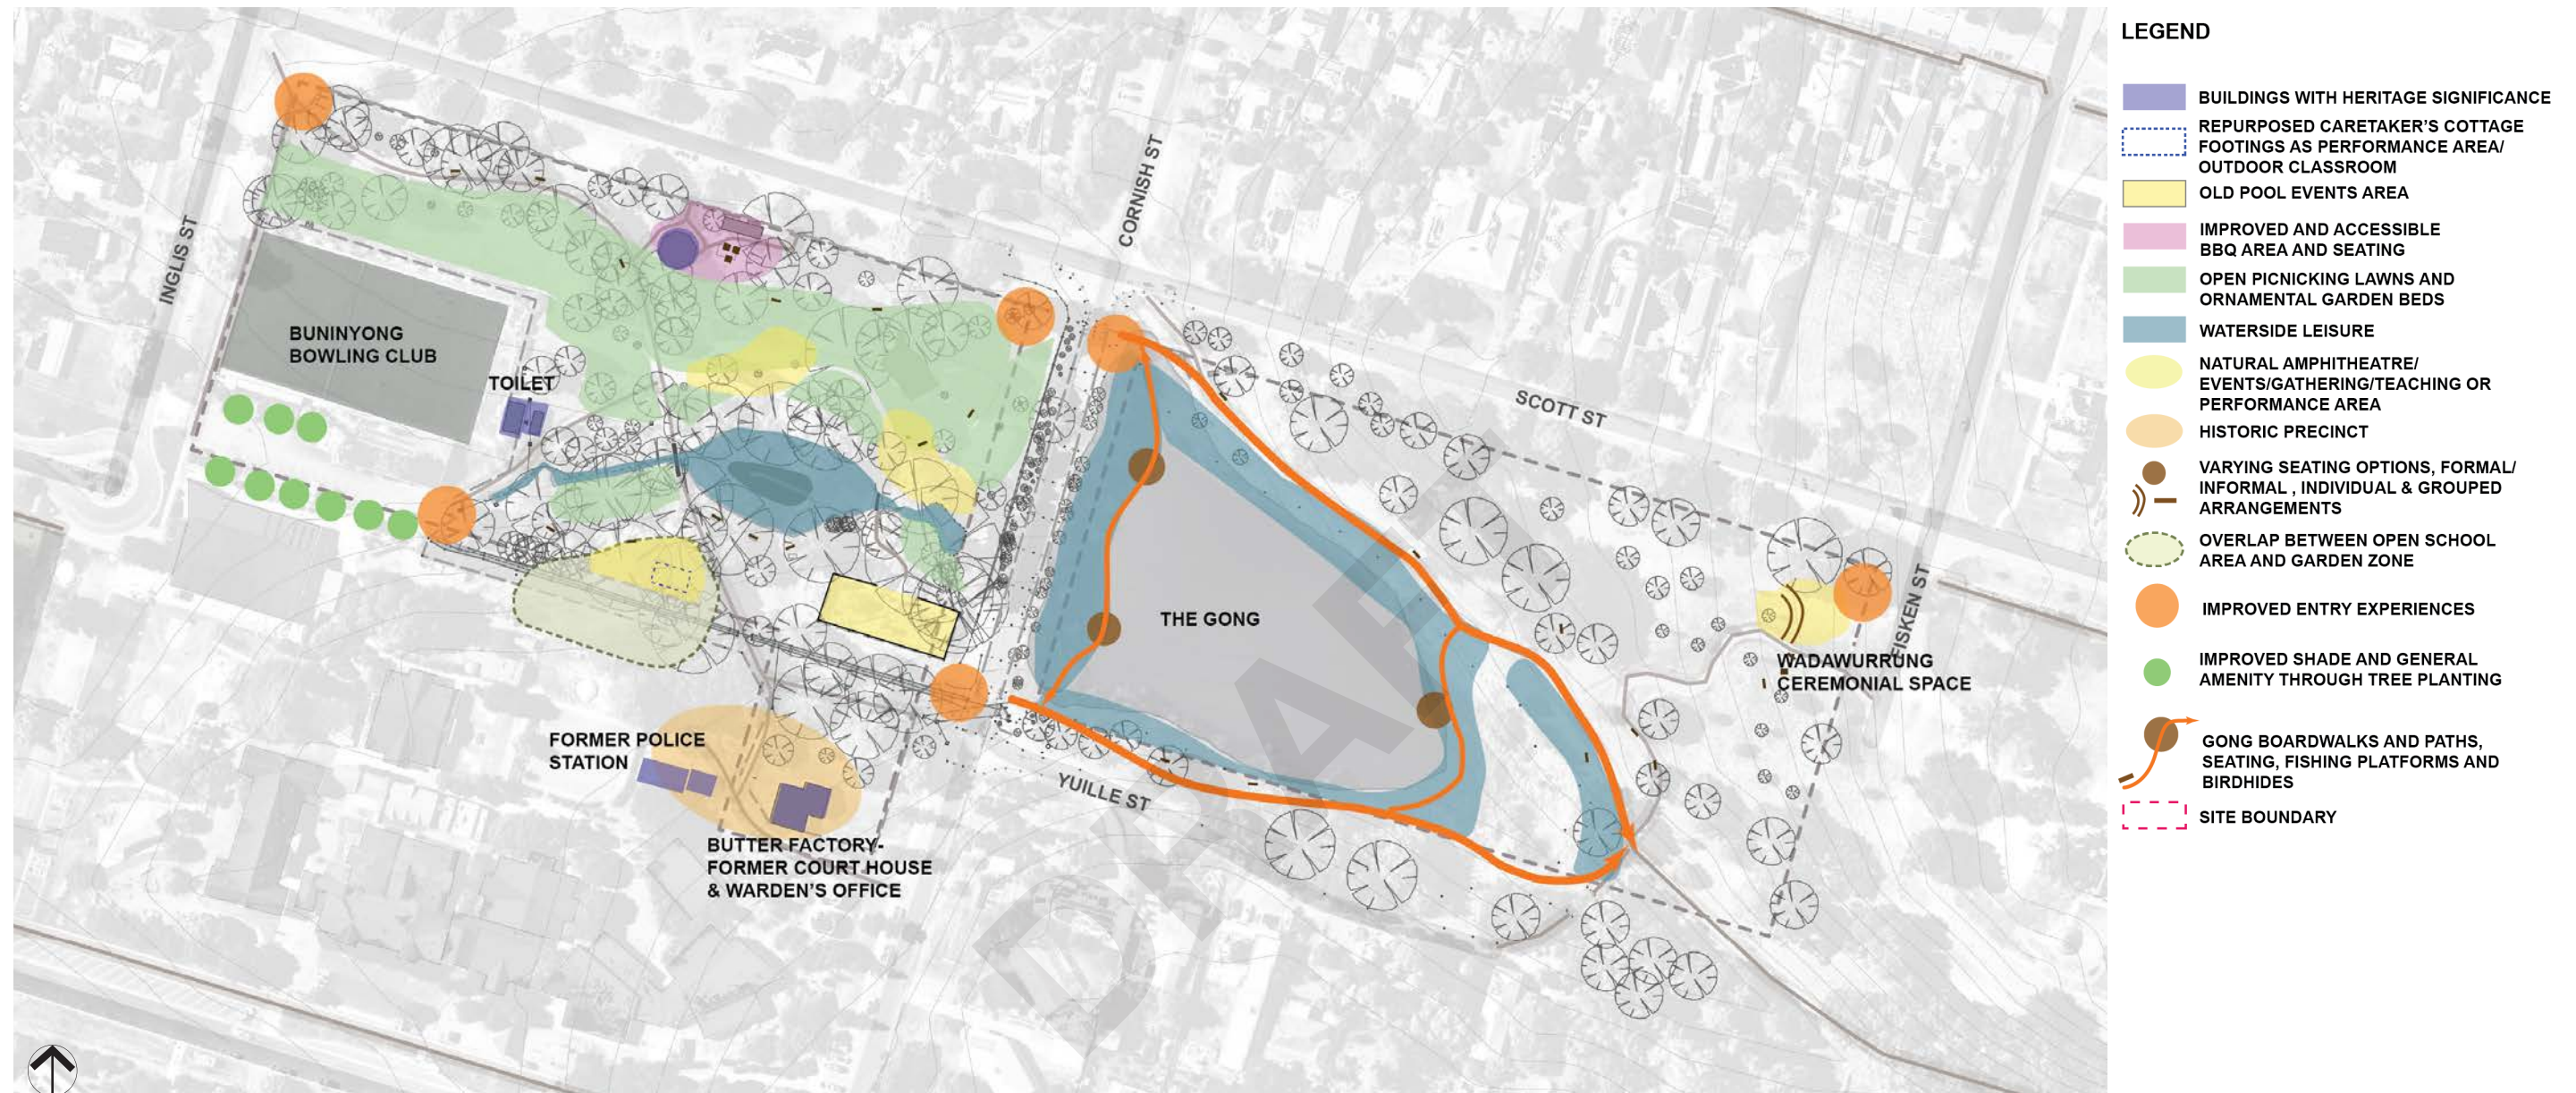 INGLIS ST
CORNISH ST
BUNINYONG
BOWLING CLUB
TOILET
SCOTT ST
THE GONG
FISKEN ST
WADAWURRUNG
CEREMONIAL SPACE
FORMER POLICE
STATION
YUILLE ST
BUTTER FACTORY-
FORMER COURT HOUSE
& WARDEN'S OFFICE
DRAFT
LEGEND
BUILDINGS WITH HERITAGE SIGNIFICANCE
REPURPOSED CARETAKER'S COTTAGE
FOOTINGS AS PERFORMANCE AREA/
OUTDOOR CLASSROOM
OLD POOL EVENTS AREA
IMPROVED AND ACCESSIBLE
BBQ AREA AND SEATING
OPEN PICNICKING LAWNS AND
ORNAMENTAL GARDEN BEDS
WATERSIDE LEISURE
NATURAL AMPHITHEATRE/
EVENTS/GATHERING/TEACHING OR
PERFORMANCE AREA
HISTORIC PRECINCT
VARYING SEATING OPTIONS, FORMAL/
INFORMAL , INDIVIDUAL & GROUPED
ARRANGEMENTS
OVERLAP BETWEEN OPEN SCHOOL
AREA AND GARDEN ZONE
IMPROVED ENTRY EXPERIENCES
IMPROVED SHADE AND GENERAL
AMENITY THROUGH TREE PLANTING
GONG BOARDWALKS AND PATHS,
SEATING, FISHING PLATFORMS AND
BIRDHIDES
SITE BOUNDARY